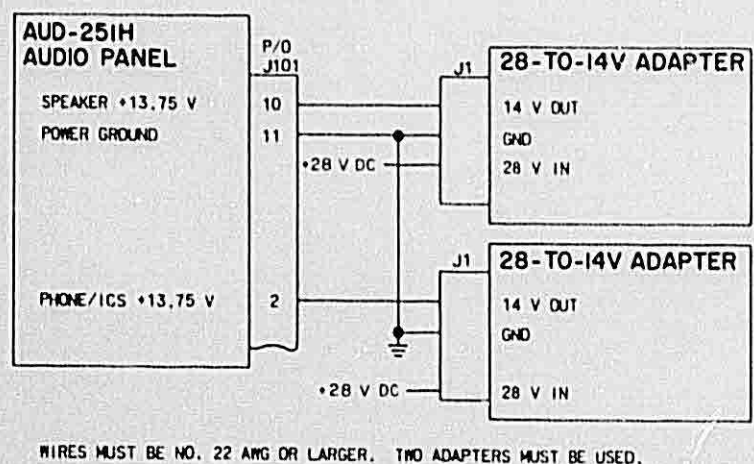 AUD-251H
AUDIO PANEL
P/O
J101
SPEAKER +13.75 V
10
POWER GROUND
11
PHONE/ICS +13.75 V
2
J1
28-TO-14V ADAPTER
14 V OUT
GND
+28 V DC
28 V IN
J1
28-TO-14V ADAPTER
14 V OUT
GND
+28 V DC
28 V IN
WIRES MUST BE NO. 22 AWG OR LARGER. TWO ADAPTERS MUST BE USED.